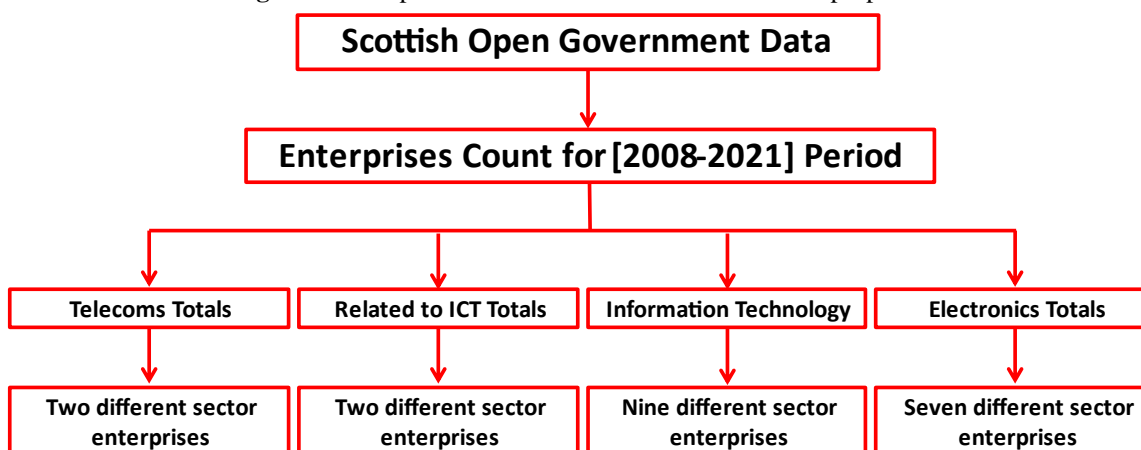 Scottish Open Government Data
Enterprises Count for [2008-2021] Period
Telecoms Totals
Related to ICT Totals
Information Technology
Electronics Totals
Two different sector
enterprises
Two different sector
enterprises
Nine different sector
enterprises
Seven different sector
enterprises